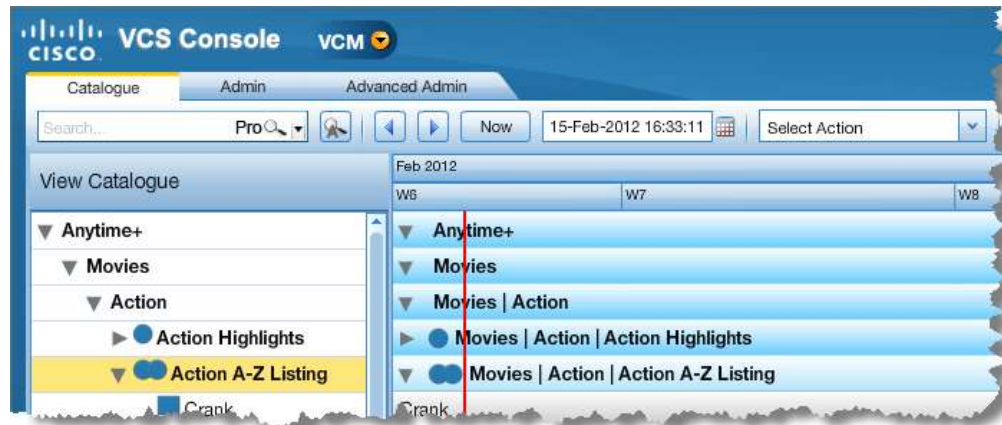 CISCO VCS Console VCM
Catalogue Admin Advanced Admin
Search... Pro Now 15-Feb-2012 16:33:11 Select Action
View Catalogue
Feb 2012
W6 W7 W8
Anytime+ Anytime+
Movies Movies
Action Movies | Action
Action Highlights Movies | Action | Action Highlights
Action A-Z Listing Movies | Action | Action A-Z Listing
Crank Crank